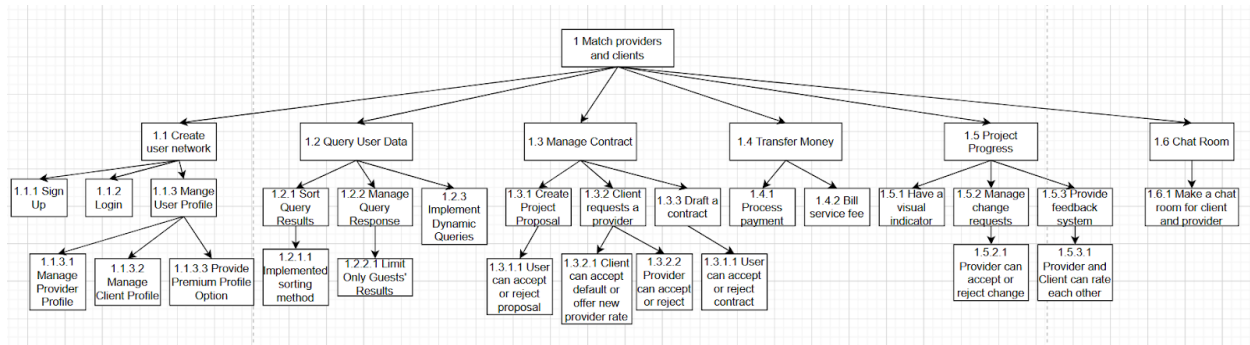 1 Match providers
and clients
1.1 Create
user network
1.2 Query User Data
1.3 Manage Contract
1.4 Transfer Money
1.5 Project
Progress
1.6 Chat Room
1.1.1 Sign
Up
1.1.2
Login
1.1.3 Mange
User Profile
1.2.1 Sort
Query
Results
1.2.2 Manage
Query
Response
1.2.3
Implement
Dynamic
Queries
1.3.1 Create
Project
Proposal
1.3.2 Client
requests a
provider
1.3.3 Draft a
contract
1.4.1
Process
payment
1.4.2 Bill
service fee
1.5.1 Have a
visual
indicator
1.5.2 Manage
change
requests
1.5.3 Provide
feedback
system
1.6.1 Make a chat
room for client
and provider
1.1.3.1
Manage
Provider
Profile
1.1.3.2
Manage
Client Profile
1.1.3.3 Provide
Premium Profile
Option
1.2.1.1
Implemented
sorting
method
1.2.2.1 Limit
Only Guests'
Results
1.3.1.1 User
can accept
or reject
proposal
1.3.2.1 Client
can accept
default or
offer new
provider rate
1.3.2.2
Provider
can accept
or reject
1.3.1.1 User
can accept
or reject
contract
1.5.2.1
Provider can
accept or
reject change
1.5.3.1
Provider and
Client can rate
each other